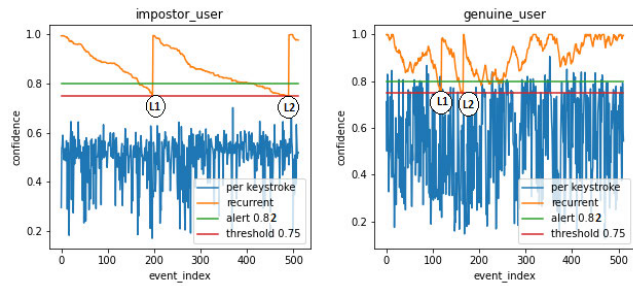 impostor_user
1.0
0.8
0.6
0.4
0.2
confidence
L1
L2
per keystroke
recurrent
alert 0.82
threshold 0.75
0
100
200
300
400
500
event_index
genuine_user
1.0
0.8
0.6
0.4
0.2
confidence
L1
L2
per keystroke
recurrent
alert 0.82
threshold 0.75
0
100
200
300
400
500
event_index